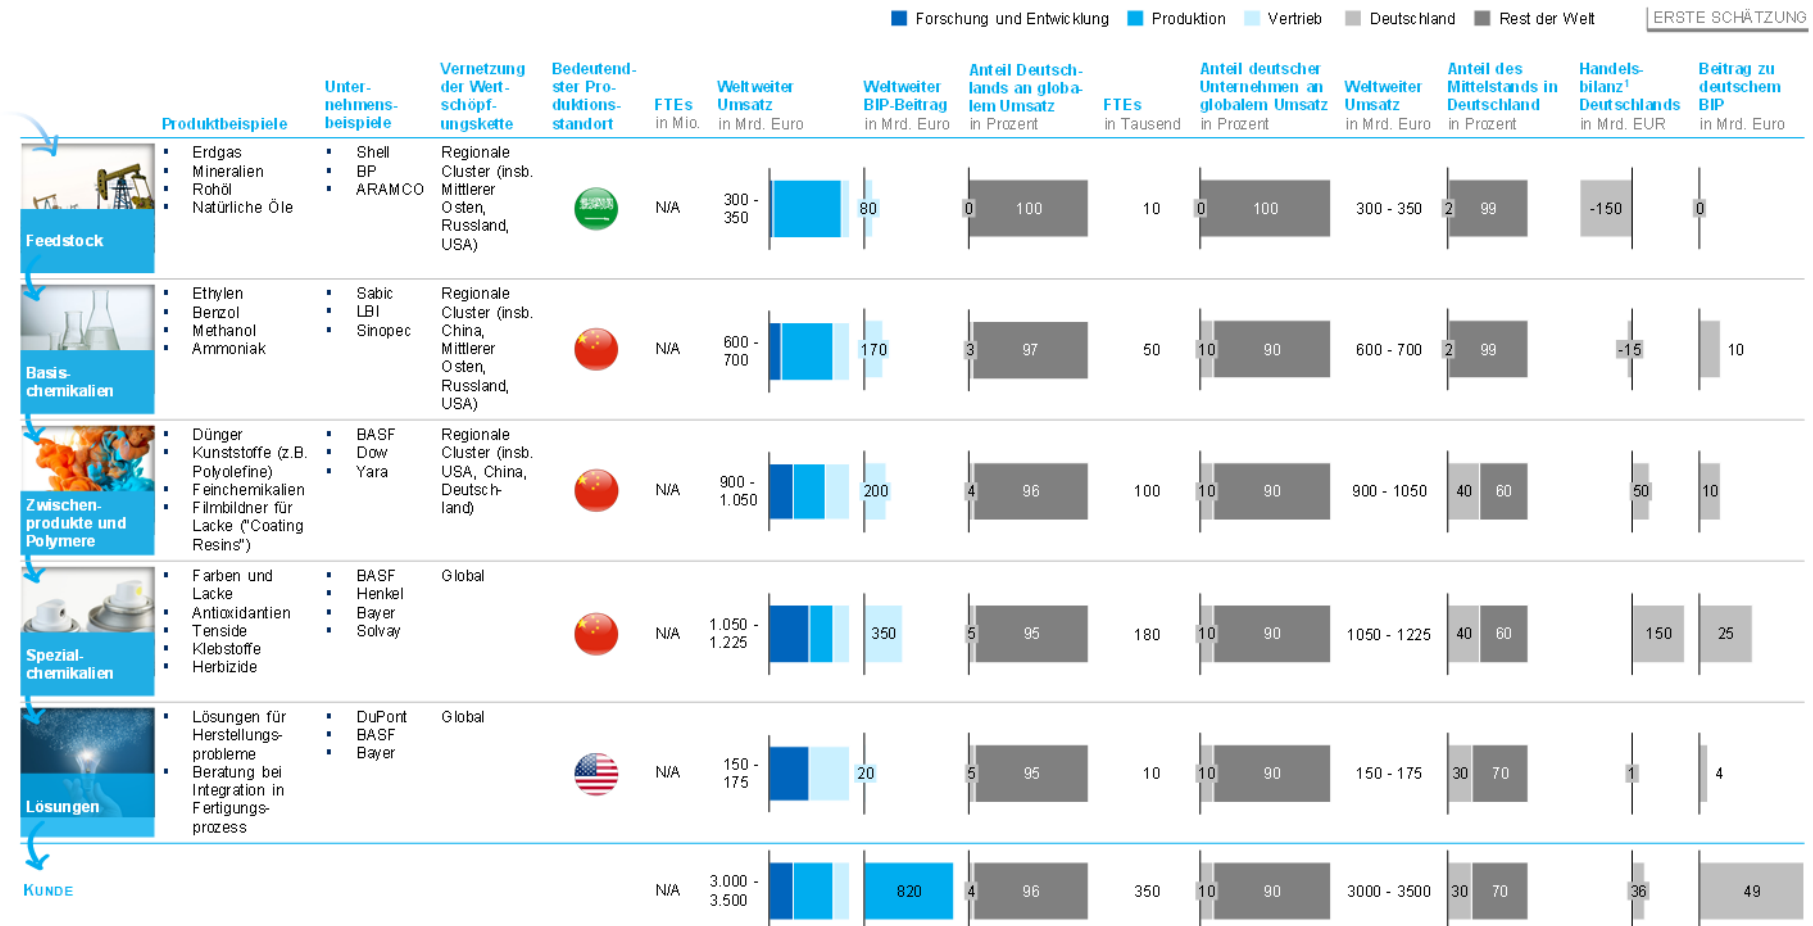 Forschung und Entwicklung Produktion Vertrieb Deutschland Rest der Welt ERSTE SCHÄTZUNG
Produktbeispiele
Unter-
nehmens-
beispiele
Vernetzung
der Wert-
schöpf-
ungskette
Bedeutend-
ster Pro-
duktions-
standort
FTEs
in Mio.
Weltweiter
Umsatz
in Mrd. Euro
Weltweiter
BIP-Beitrag
in Mrd. Euro
Anteil Deutsch-
lands an globa-
lem Umsatz
in Prozent
FTEs
in Tausend
Anteil deutscher
Unternehmen an
globalem Umsatz
in Prozent
Weltweiter
Umsatz
in Mrd. Euro
Anteil des
Mittelstands in
Deutschland
in Prozent
Handels-
bilanz¹
Deutschlands
in Mrd. EUR
Beitrag zu
deutschem
BIP
in Mrd. Euro
Feedstock
▪ Erdgas
▪ Mineralien
▪ Rohöl
▪ Natürliche Öle
▪ Shell
▪ BP
▪ ARAMCO
Regionale
Cluster (insb.
Mittlerer
Osten,
Russland,
USA)
N/A
300 -
350
80
0 100
10
0 100
300 - 350
2 99
-150
0
Basis-
chemikalien
▪ Ethylen
▪ Benzol
▪ Methanol
▪ Ammoniak
▪ Sabic
▪ LBI
▪ Sinopec
Regionale
Cluster (insb.
China,
Mittlerer
Osten,
Russland,
USA)
N/A
600 -
700
170
3 97
50
10 90
600 - 700
2 99
-15
10
Zwischen-
produkte und
Polymere
▪ Dünger
▪ Kunststoffe (z.B.
Polyolefine)
▪ Feinchemikalien
▪ Filmbildner für
Lacke ("Coating
Resins")
▪ BASF
▪ Dow
▪ Yara
Regionale
Cluster (insb.
USA, China,
Deutsch-
land)
N/A
900 -
1.050
200
4 96
100
10 90
900 - 1050
40 60
50
10
Spezial-
chemikalien
▪ Farben und
Lacke
▪ Antioxidantien
▪ Tenside
▪ Klebstoffe
▪ Herbizide
▪ BASF
▪ Henkel
▪ Bayer
▪ Solvay
Global
N/A
1.050 -
1.225
350
5 95
180
10 90
1050 - 1225
40 60
150
25
Lösungen
▪ Lösungen für
Herstellungs-
probleme
▪ Beratung bei
Integration in
Fertigungs-
prozess
▪ DuPont
▪ BASF
▪ Bayer
Global
N/A
150 -
175
20
5 95
10
10 90
150 - 175
30 70
1
4
KUNDE
N/A
3.000 -
3.500
820
4 96
350
10 90
3000 - 3500
30 70
36
49